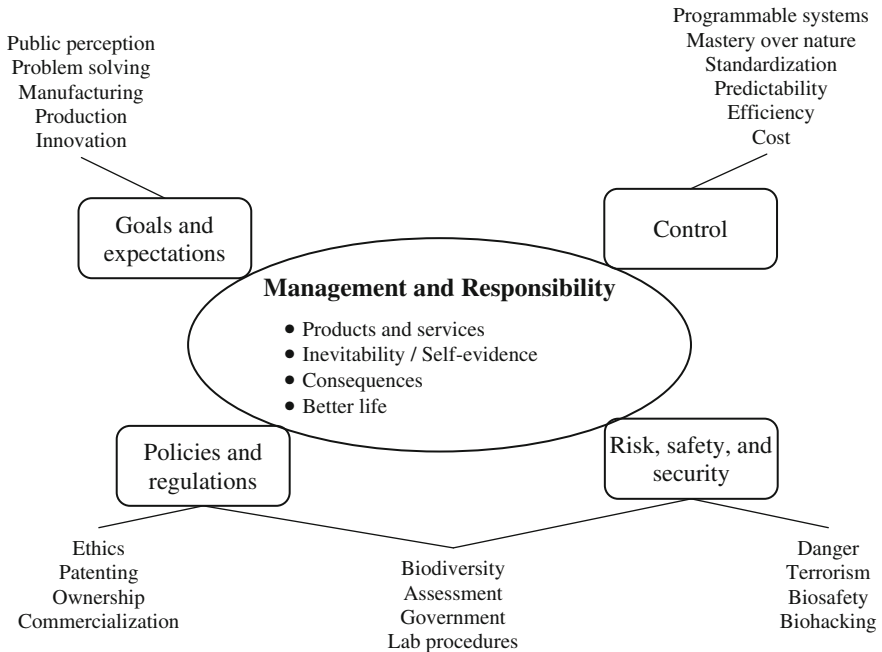 Public perception
Problem solving
Manufacturing
Production
Innovation
Programmable systems
Mastery over nature
Standardization
Predictability
Efficiency
Cost
Goals and
expectations
Control
Management and Responsibility
• Products and services
• Inevitability / Self-evidence
• Consequences
• Better life
Policies and
regulations
Risk, safety, and
security
Ethics
Patenting
Ownership
Commercialization
Biodiversity
Assessment
Government
Lab procedures
Danger
Terrorism
Biosafety
Biohacking